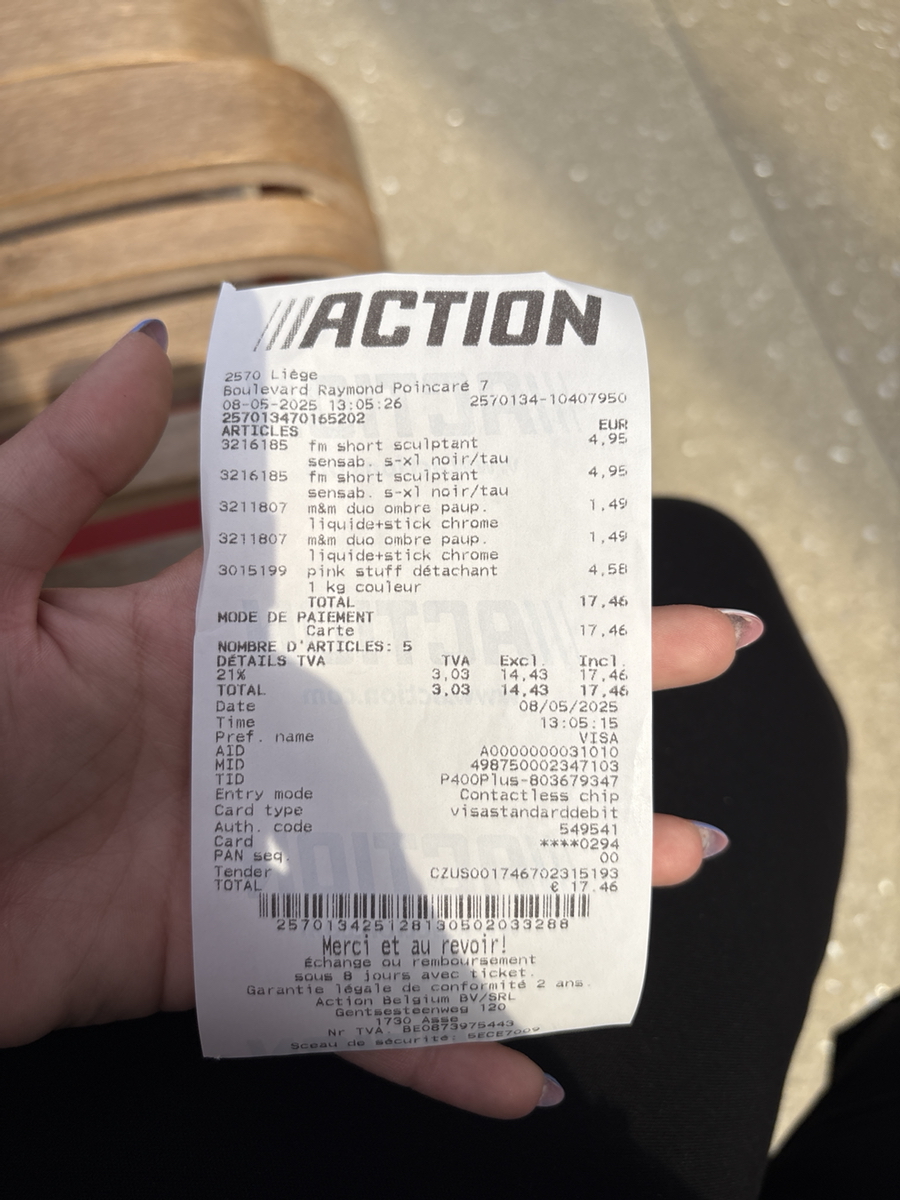 ACTION
2570 Liège
Boulevard Raymond Poincaré 7
08-05-2025 13:05:26 2570134-10407950
257013470165202
ARTICLES EUR
3216185 fm short sculptant 4,95
sensab. s-xl noir/tau
3216185 fm short sculptant 4,95
sensab. s-xl noir/tau
3211807 m&m duo ombre paup. 1,49
liquide+stick chrome
3211807 m&m duo ombre paup. 1,49
liquide+stick chrome
3015199 pink stuff détachant 4,58
1 kg couleur
TOTAL 17,46
MODE DE PAIEMENT
Carte 17,46
NOMBRE D'ARTICLES: 5
DÉTAILS TVA TVA Excl. Incl.
21% 3,03 14,43 17,46
TOTAL 3,03 14,43 17,46
Date 08/05/2025
Time 13:05:15
Pref. name VISA
AID A0000000031010
MID 498750002347103
TID P400Plus-803679347
Entry mode Contactless chip
Card type visastandarddebit
Auth. code 549541
Card ****0294
PAN seq. 00
Tender CZUS001746702315193
TOTAL € 17.46
25701342512813050203​3288
Merci et au revoir!
Échange ou remboursement
sous 8 jours avec ticket.
Garantie légale de conformité 2 ans.
Action Belgium BV/SRL
Gentsesteenweg 120
1730 Asse
Nr TVA. BE0873975443
Sceau de sécurité: 5ECE7009